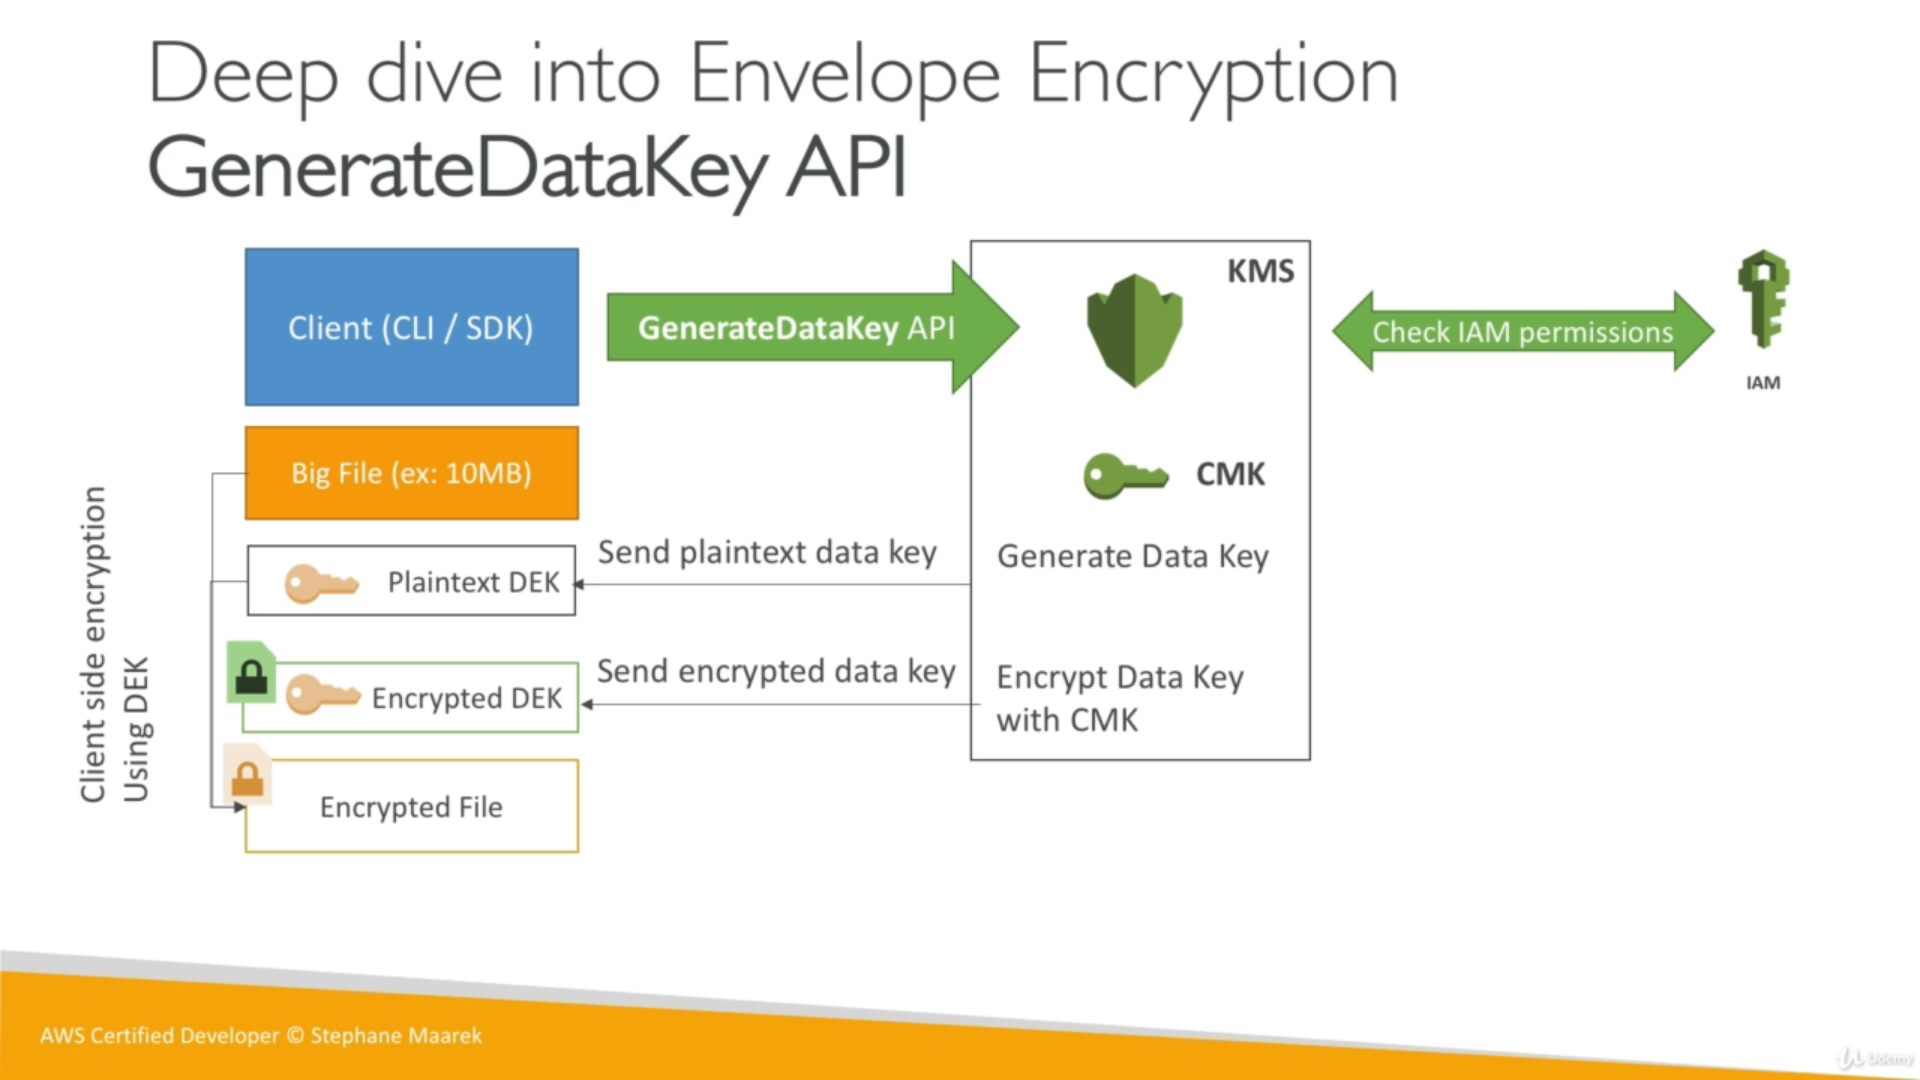 Deep dive into Envelope Encryption
GenerateDataKey API
Client (CLI / SDK)
GenerateDataKey API
KMS
Check IAM permissions
IAM
Big File (ex: 10MB)
CMK
Client side encryption
Using DEK
Plaintext DEK
Send plaintext data key
Generate Data Key
Encrypted DEK
Send encrypted data key
Encrypt Data Key
with CMK
Encrypted File
AWS Certified Developer © Stephane Maarek
Udemy